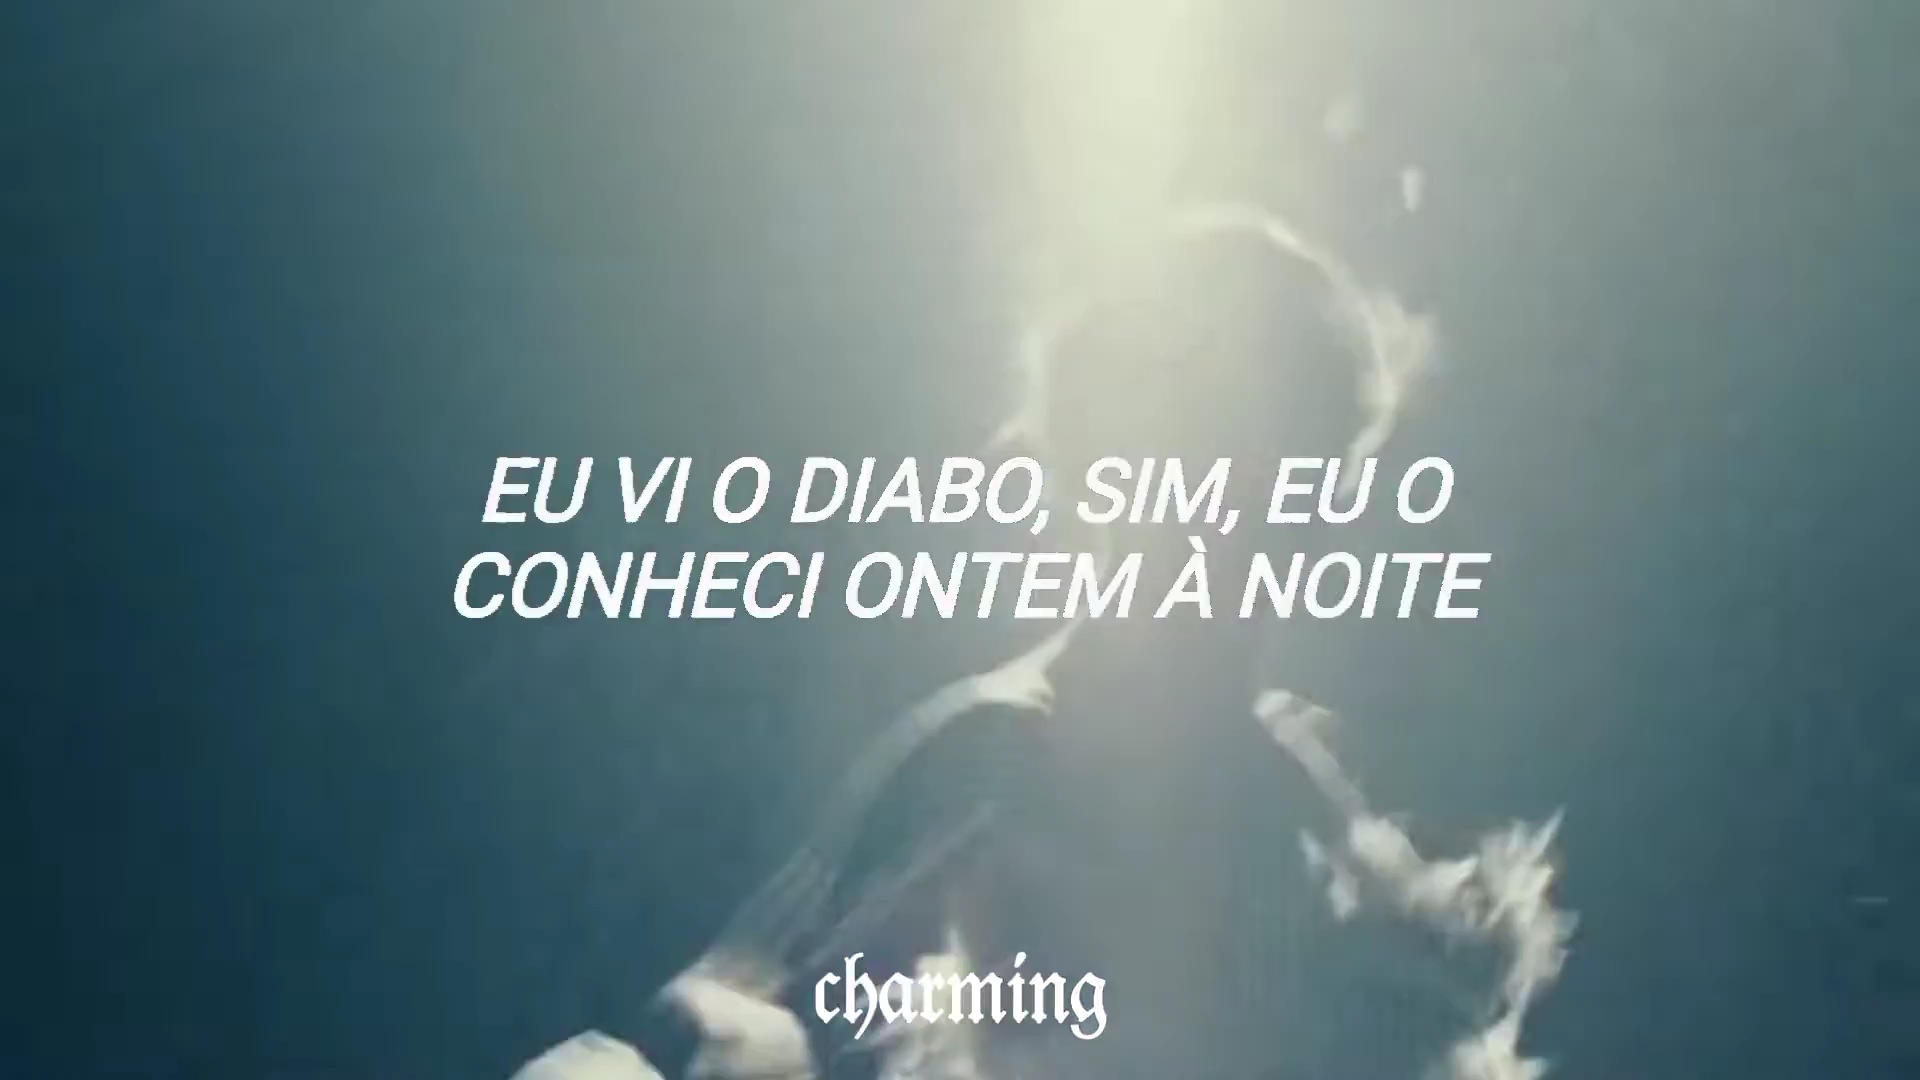 EU VI O DIABO, SIM, EU O
CONHECI ONTEM À NOITE
charming